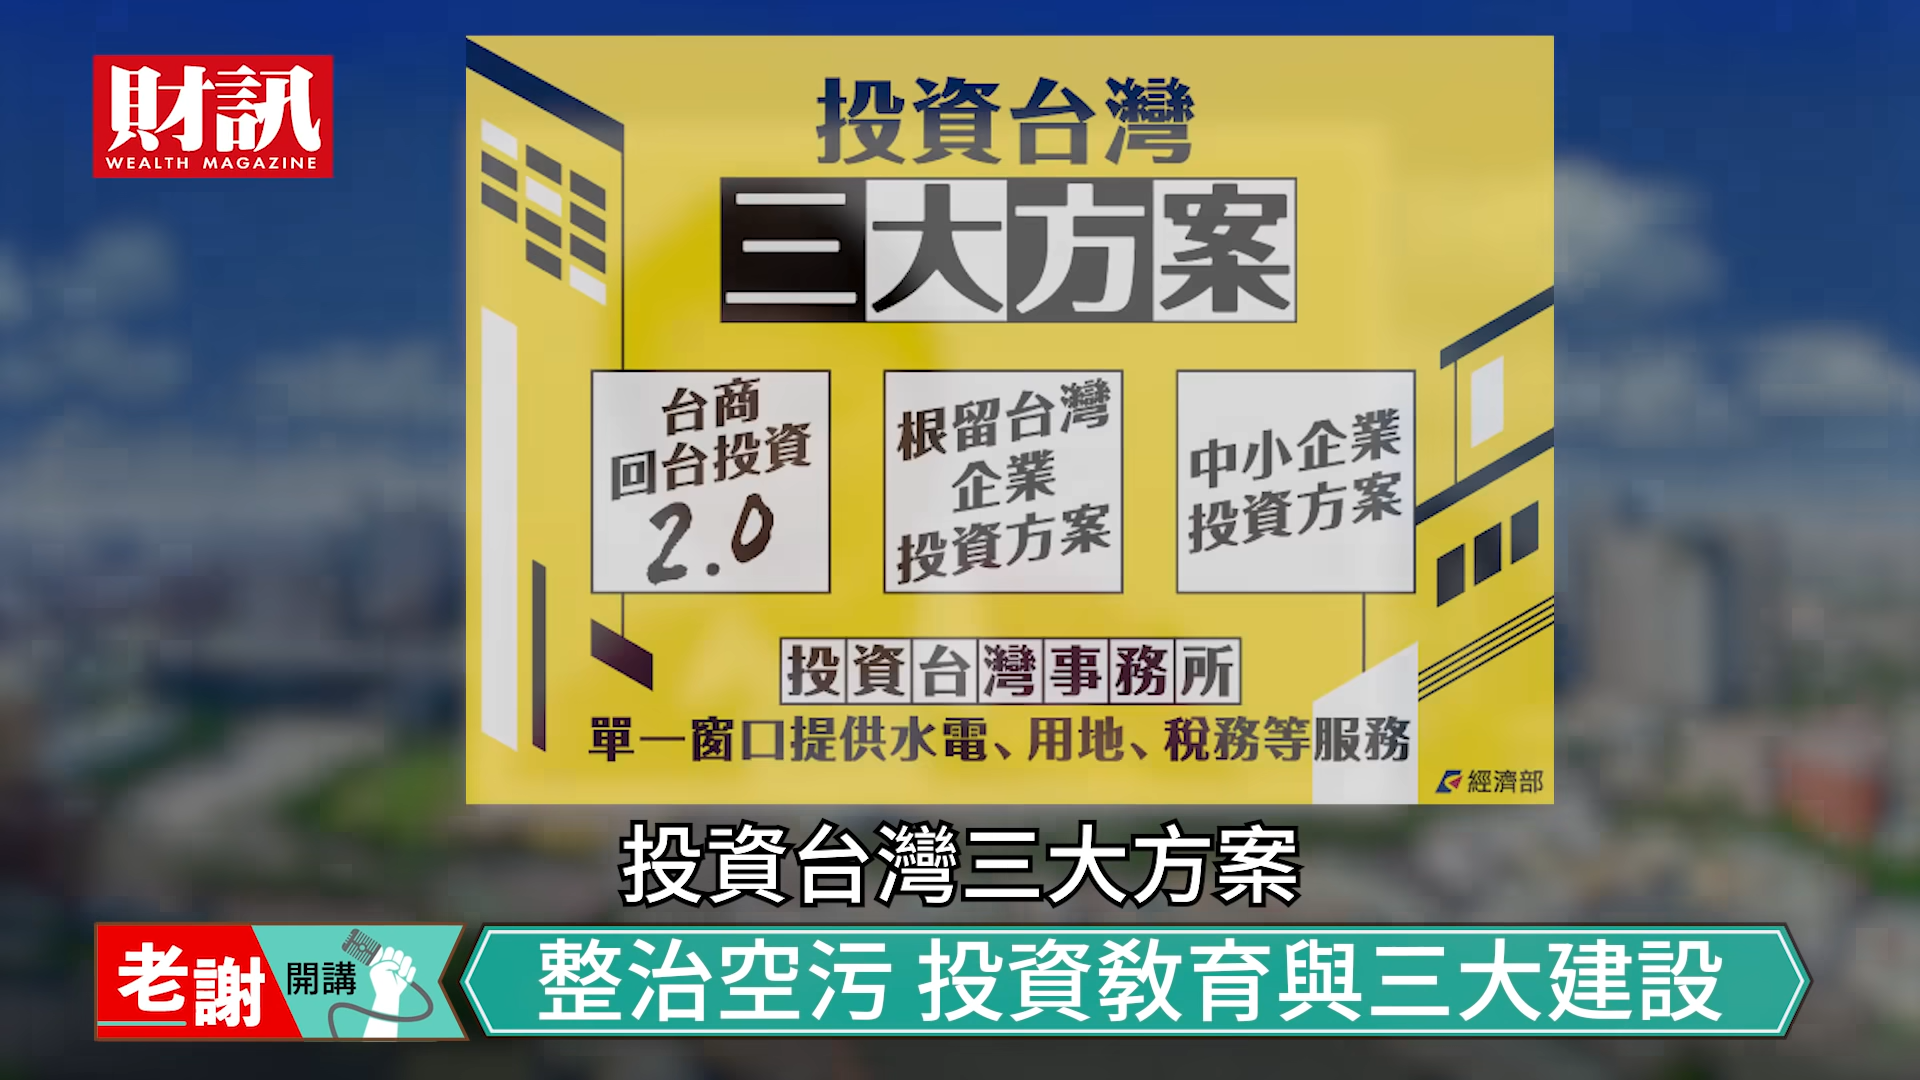 財訊
WEALTH MAGAZINE
投資台灣
三大方案
台商
回台投資
2.0
根留台灣
企業
投資方案
中小企業
投資方案
投資台灣事務所
單一窗口提供水電、用地、稅務等服務
經濟部
投資台灣三大方案
老謝
開講
整治空污 投資教育與三大建設